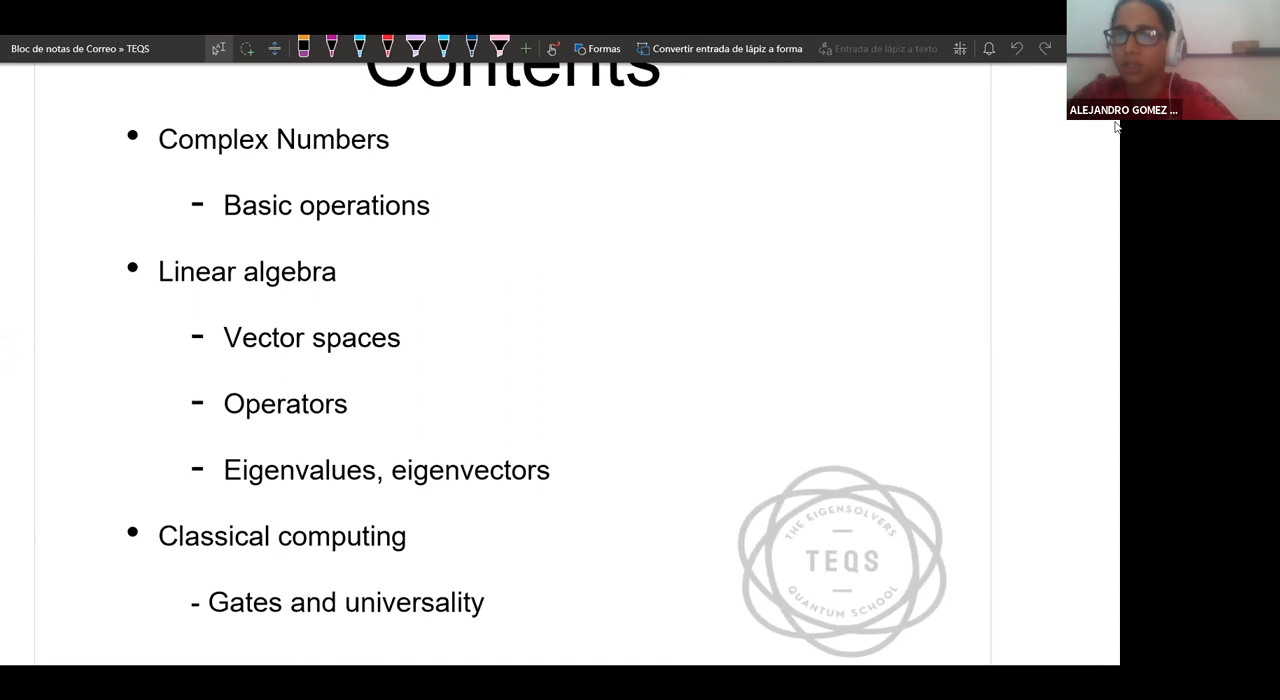 Bloc de notas de Correo » TEQS
Formas
Convertir entrada de lápiz a forma
Entrada de lápiz a texto
ALEJANDRO GOMEZ ...
Contents
• Complex Numbers
- Basic operations
• Linear algebra
- Vector spaces
- Operators
- Eigenvalues, eigenvectors
• Classical computing
- Gates and universality
THE EIGENSOLVERS
TEQS
QUANTUM SCHOOL